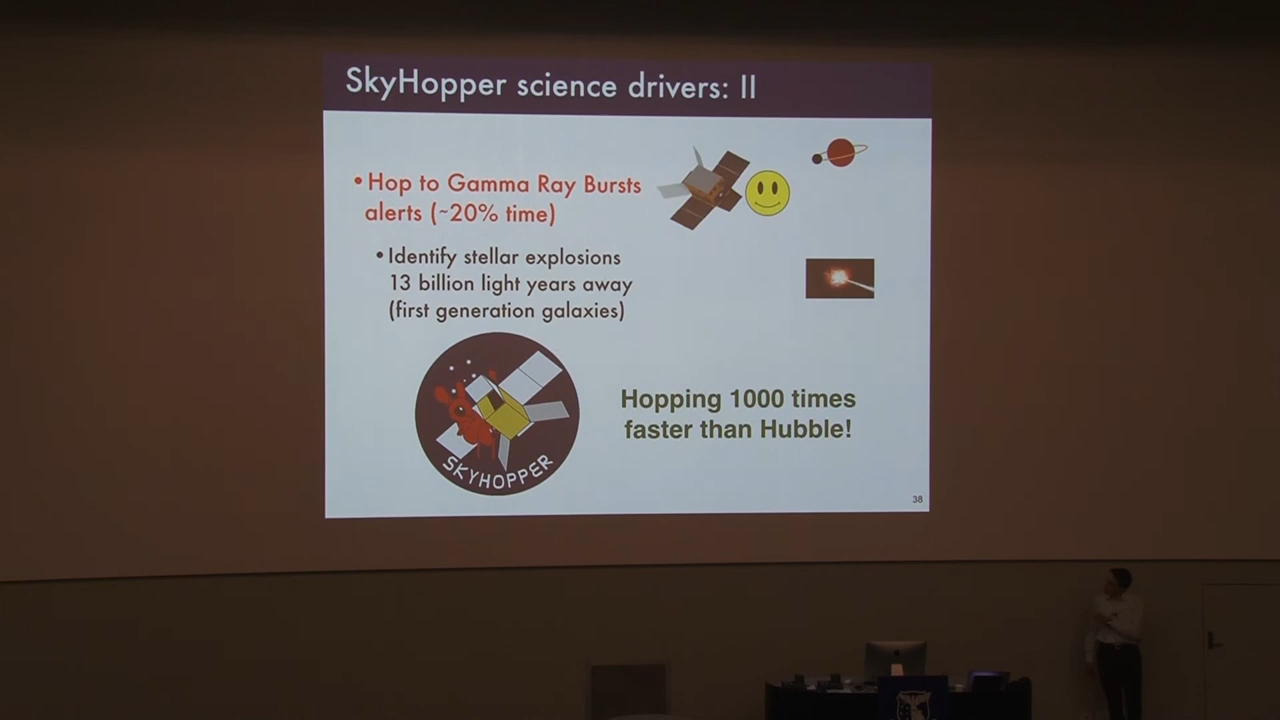 SkyHopper science drivers: II
•Hop to Gamma Ray Bursts
alerts (~20% time)
•Identify stellar explosions
13 billion light years away
(first generation galaxies)
SKYHOPPER
Hopping 1000 times
faster than Hubble!
38